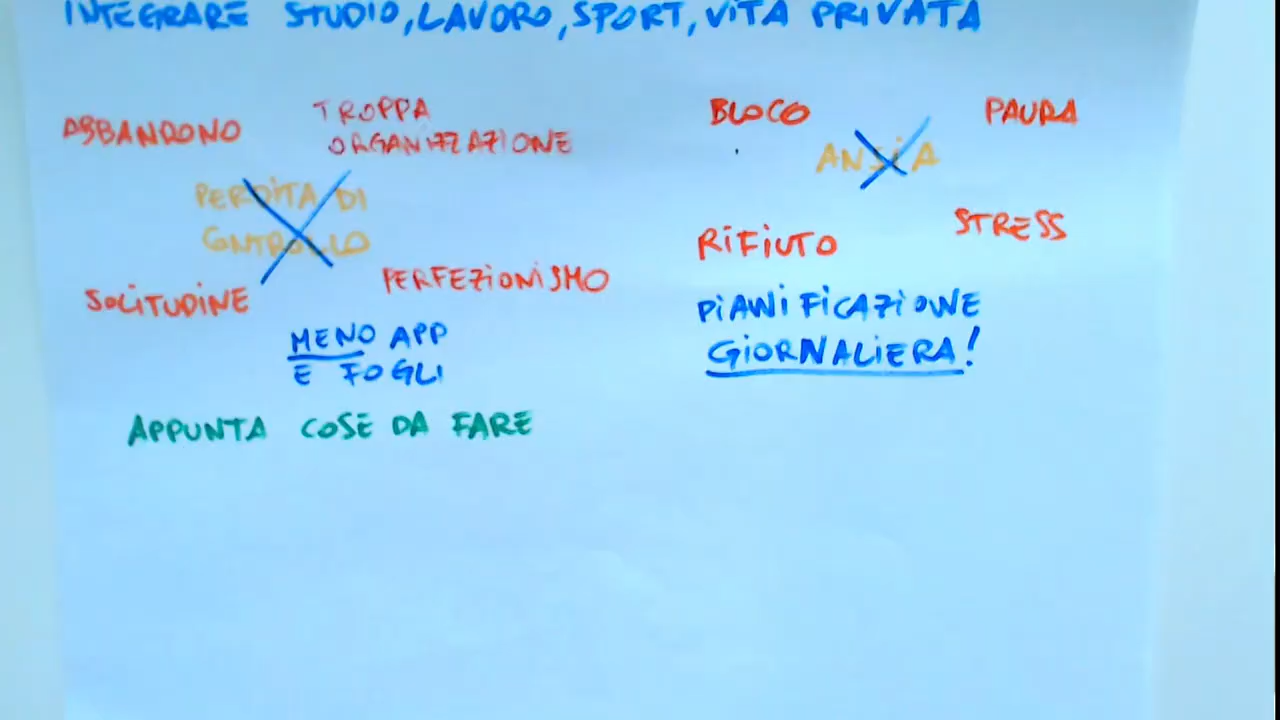 INTEGRARE STUDIO, LAVORO, SPORT, VITA PRIVATA
ABBANDONO
TROPPA
ORGANIZZAZIONE
PERDITA DI
CONTROLLO
SOLITUDINE
PERFEZIONISMO
MENO APP
E FOGLI
APPUNTA COSE DA FARE
BLOCO
PAURA
ANSIA
RIFIUTO
STRESS
PIANIFICAZIONE
GIORNALIERA!